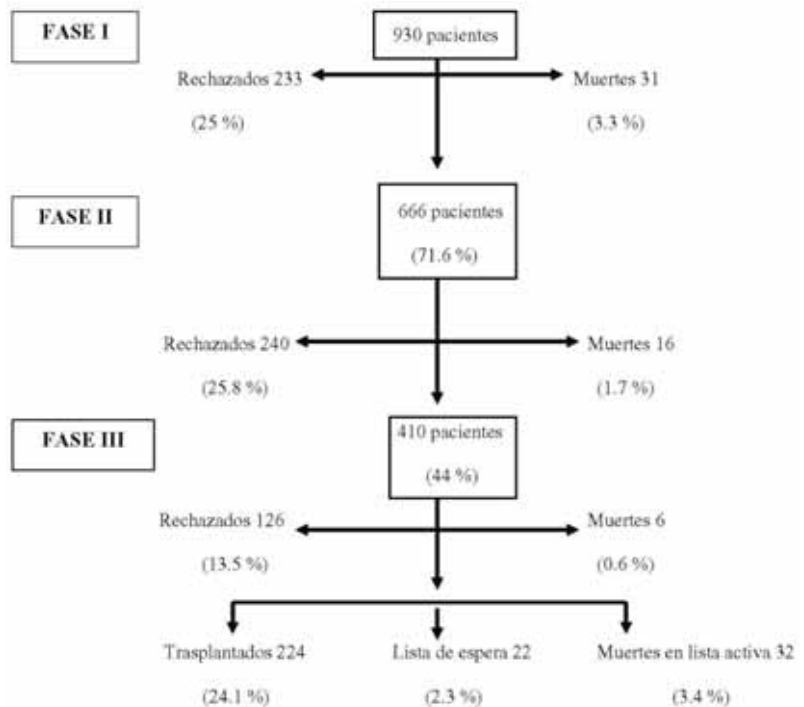 FASE I
930 pacientes
Rechazados 233
(25 %)
Muertes 31
(3.3 %)
FASE II
666 pacientes
(71.6 %)
Rechazados 240
(25.8 %)
Muertes 16
(1.7 %)
FASE III
410 pacientes
(44 %)
Rechazados 126
(13.5 %)
Muertes 6
(0.6 %)
Trasplantados 224
(24.1 %)
Lista de espera 22
(2.3 %)
Muertes en lista activa 32
(3.4 %)